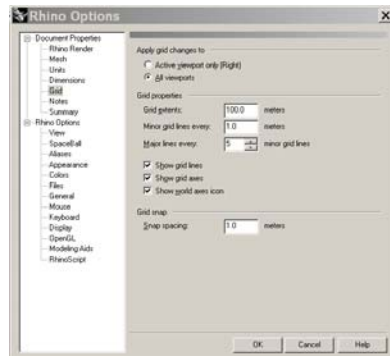 Rhino Options
Document Properties
Rhino Render
Mesh
Units
Dimensions
Grid
Notes
Summary
Rhino Options
View
SpaceBall
Aliases
Appearance
Colors
Files
General
Mouse
Keyboard
Display
OpenGL
Modeling Aids
RhinoScript
Apply grid changes to
Active viewport only (Right)
All viewports
Grid properties
Grid extents: 100.0 meters
Minor grid lines every: 1.0 meters
Major lines every: 5 minor grid lines
Show grid lines
Show grid axes
Show world axes icon
Grid snap
Snap spacing: 1.0 meters
OK Cancel Help